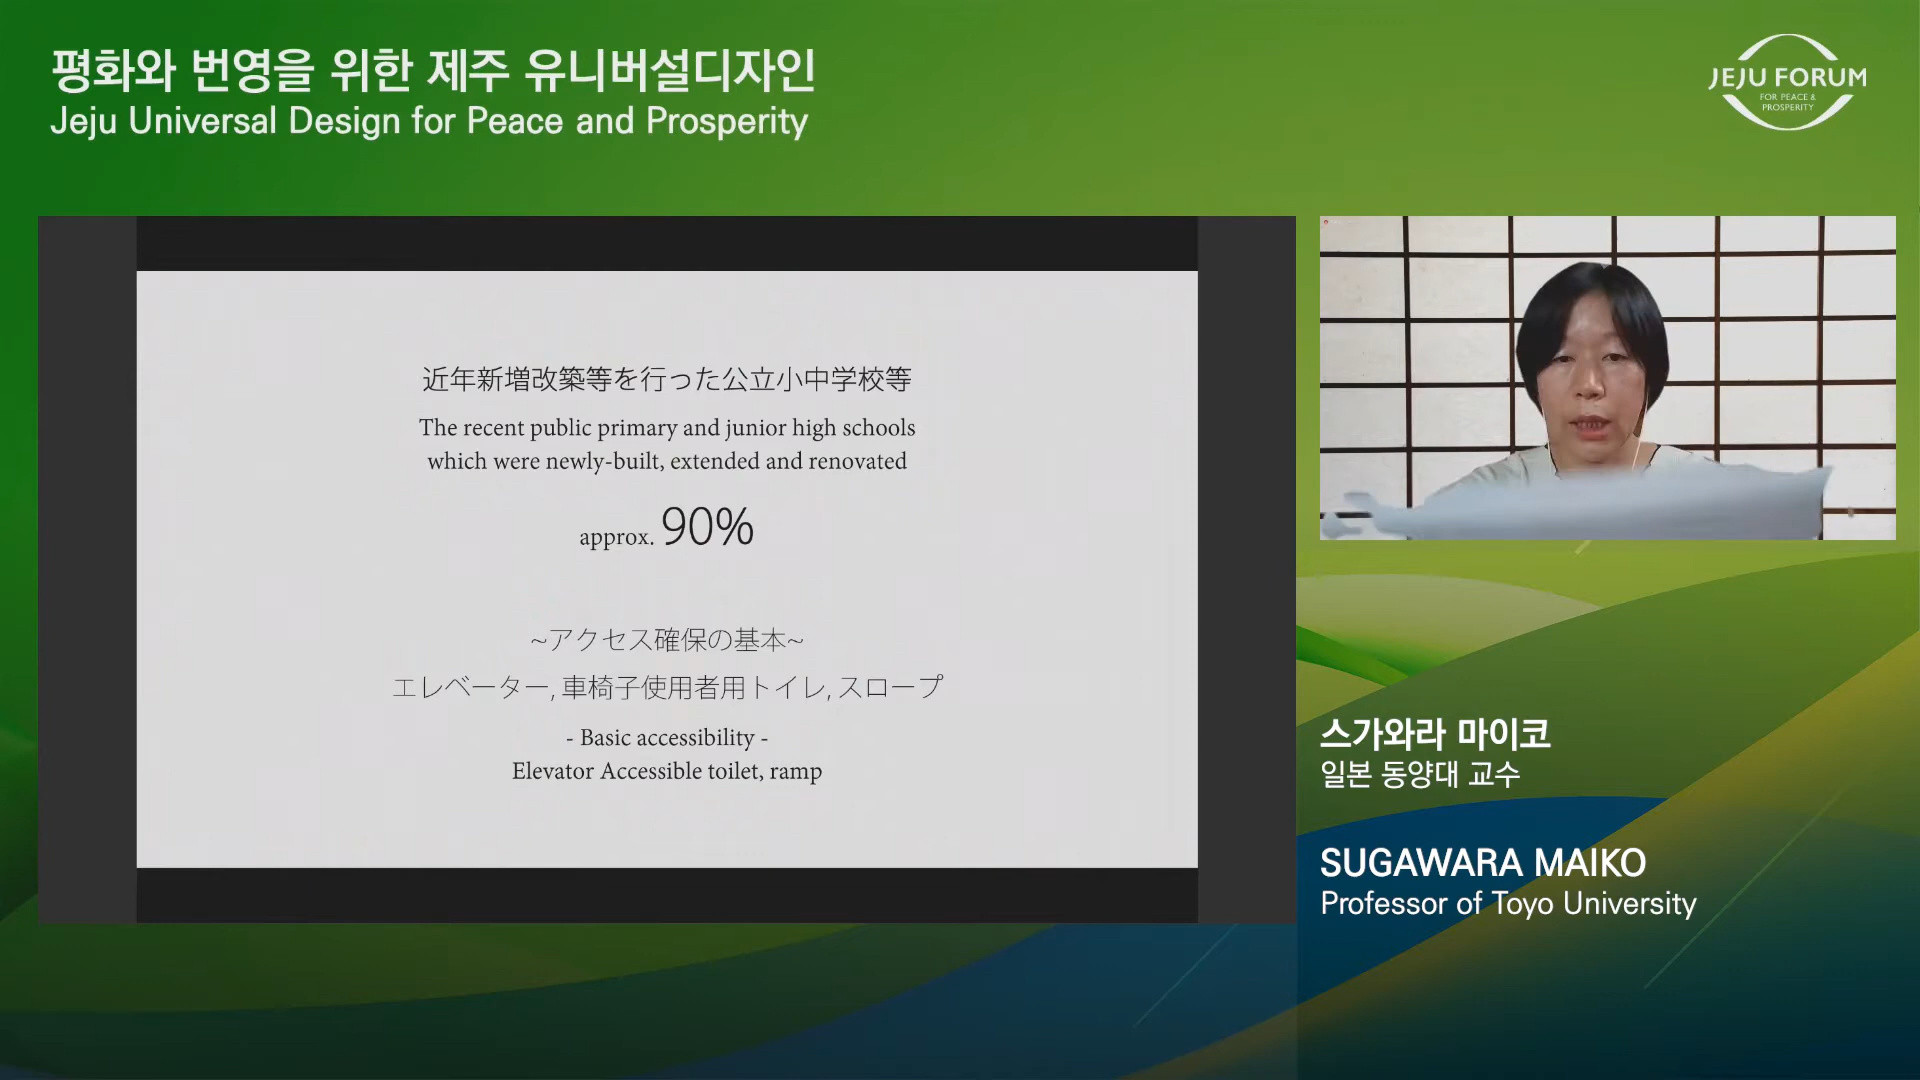 평화와 번영을 위한 제주 유니버설디자인
Jeju Universal Design for Peace and Prosperity
JEJU FORUM
FOR PEACE &
PROSPERITY
近年新増改築等を行った公立小中学校等
The recent public primary and junior high schools
which were newly-built, extended and renovated
approx. 90%
~アクセス確保の基本~
エレベーター, 車椅子使用者用トイレ, スロープ
- Basic accessibility -
Elevator Accessible toilet, ramp
스가와라 마이코
일본 동양대 교수
SUGAWARA MAIKO
Professor of Toyo University